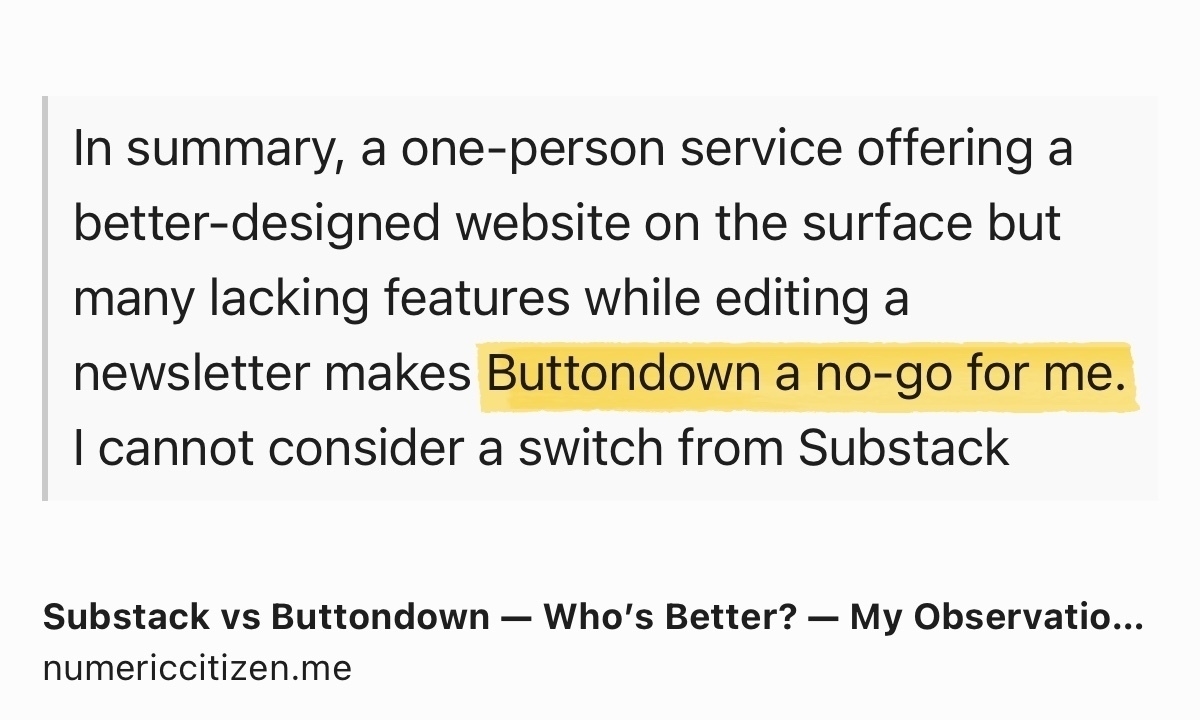 In summary, a one-person service offering a
better-designed website on the surface but
many lacking features while editing a
newsletter makes Buttondown a no-go for me.
I cannot consider a switch from Substack
Substack vs Buttondown — Who’s Better? — My Observatio...
numericcitizen.me